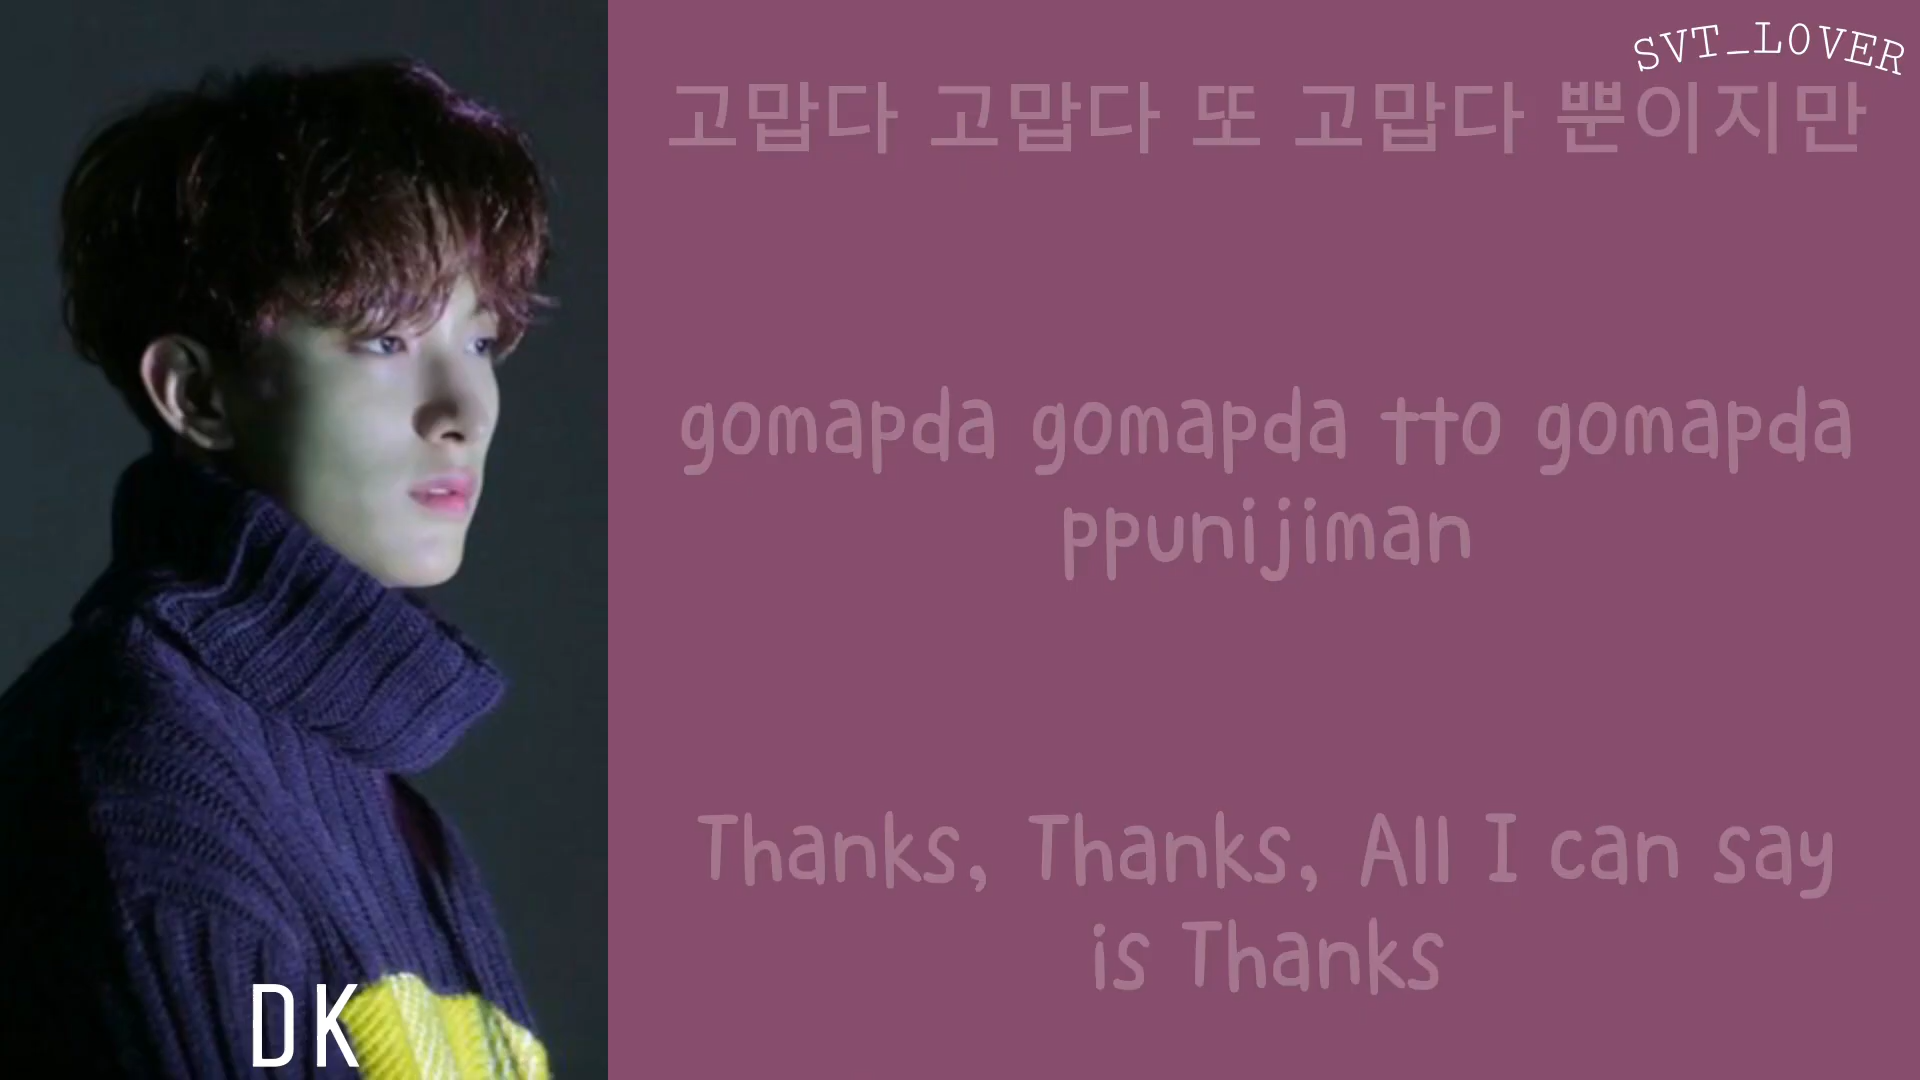 SVT_LOVER
고맙다 고맙다 또 고맙다 뿐이지만
gomapda gomapda tto gomapda
ppunijiman
Thanks, Thanks, All I can say
is Thanks
DK